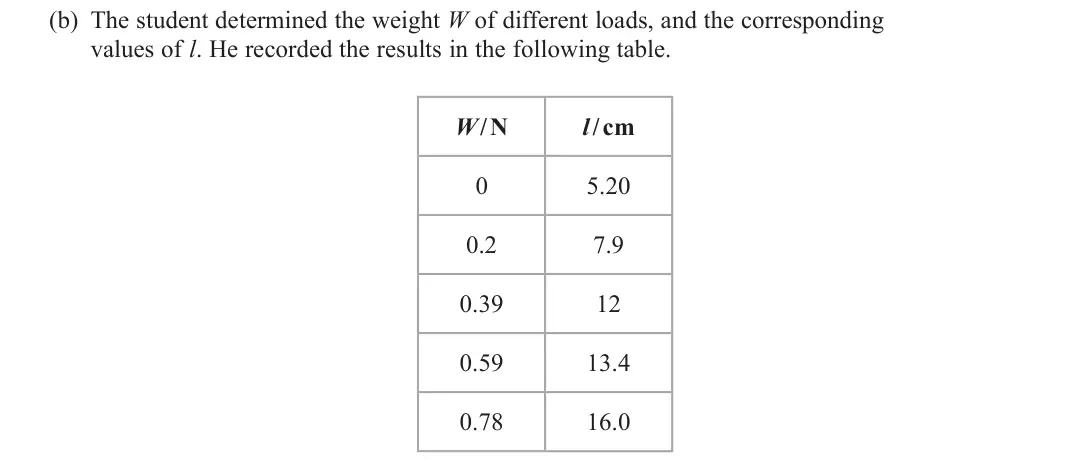 (b) The student determined the weight W of different loads, and the corresponding
values of l. He recorded the results in the following table.
W/N l/cm
0 5.20
0.2 7.9
0.39 12
0.59 13.4
0.78 16.0